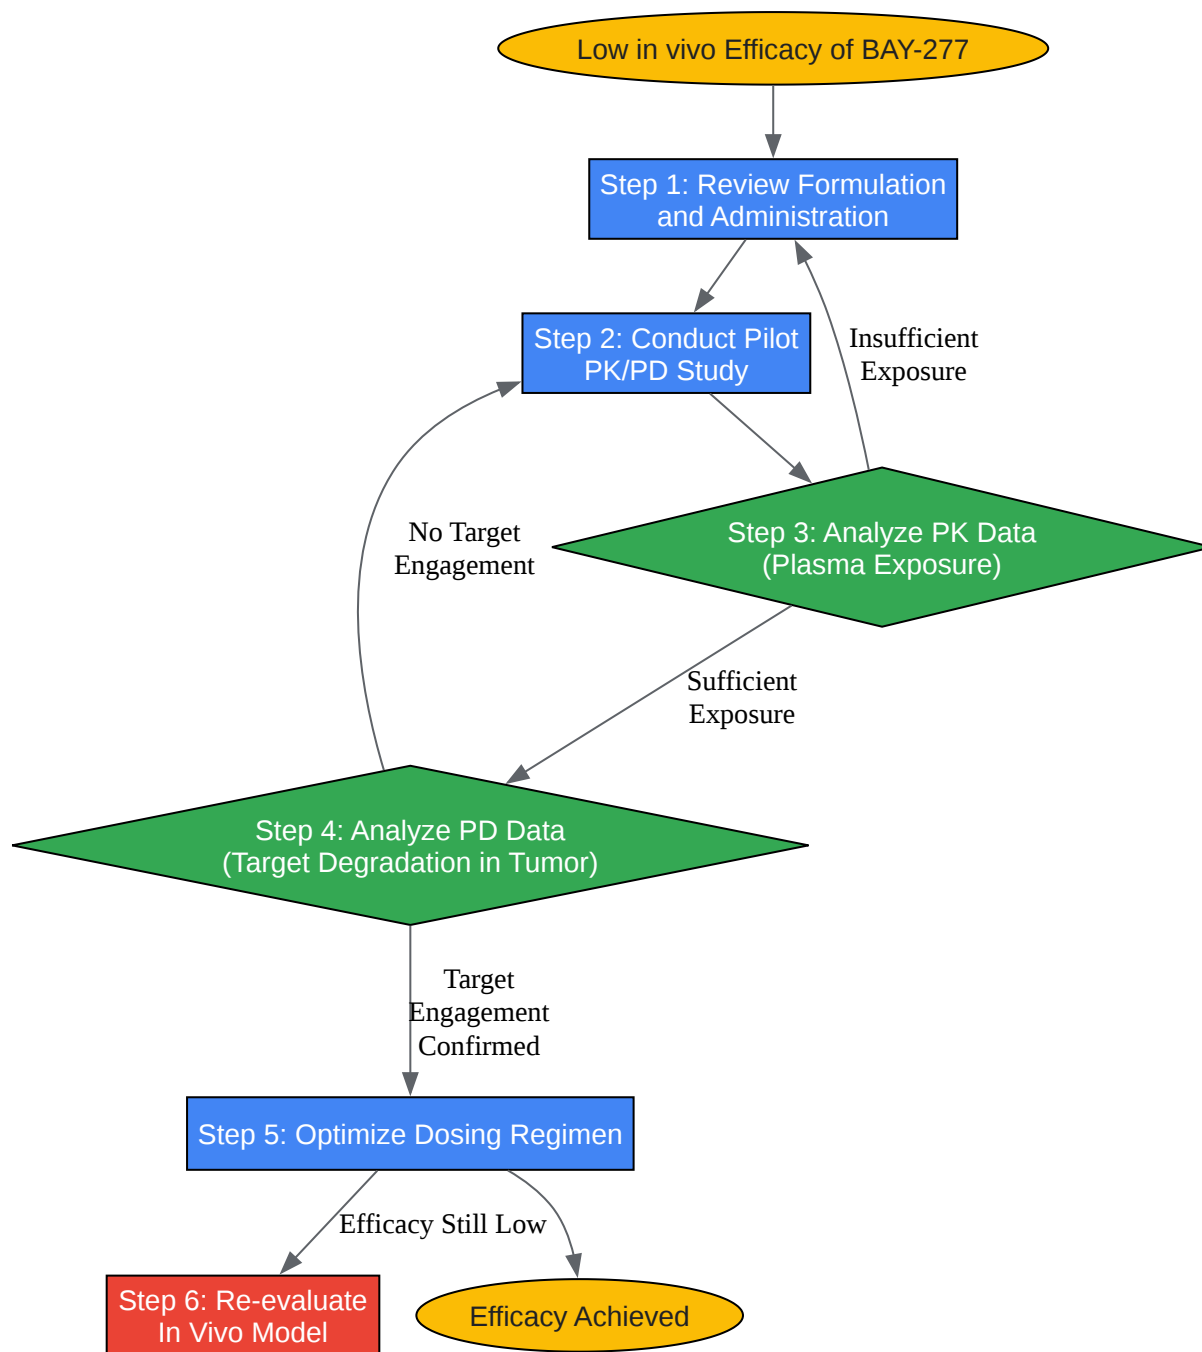 Low in vivo Efficacy of BAY-277
Step 1: Review Formulation
and Administration
Step 2: Conduct Pilot
PK/PD Study
Insufficient
Exposure
No Target
Engagement
Step 3: Analyze PK Data
(Plasma Exposure)
Sufficient
Exposure
Step 4: Analyze PD Data
(Target Degradation in Tumor)
Target
Engagement
Confirmed
Step 5: Optimize Dosing Regimen
Efficacy Still Low
Step 6: Re-evaluate
In Vivo Model
Efficacy Achieved